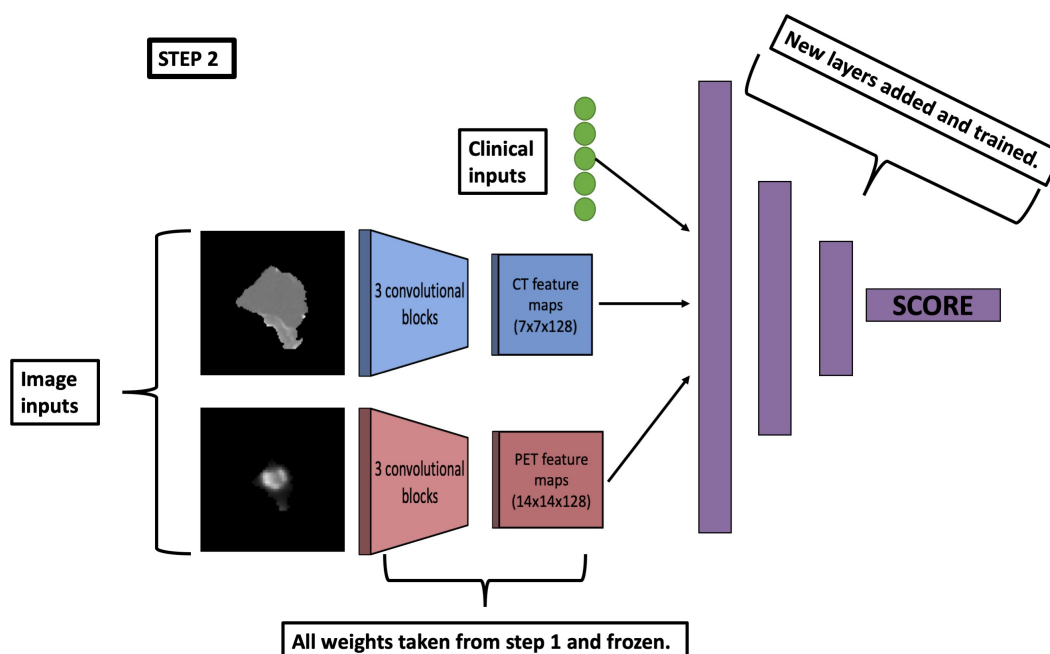 STEP 2
New layers added and trained.
Clinical
inputs
Image
inputs
3 convolutional
blocks
CT feature
maps
(7x7x128)
SCORE
3 convolutional
blocks
PET feature
maps
(14x14x128)
All weights taken from step 1 and frozen.